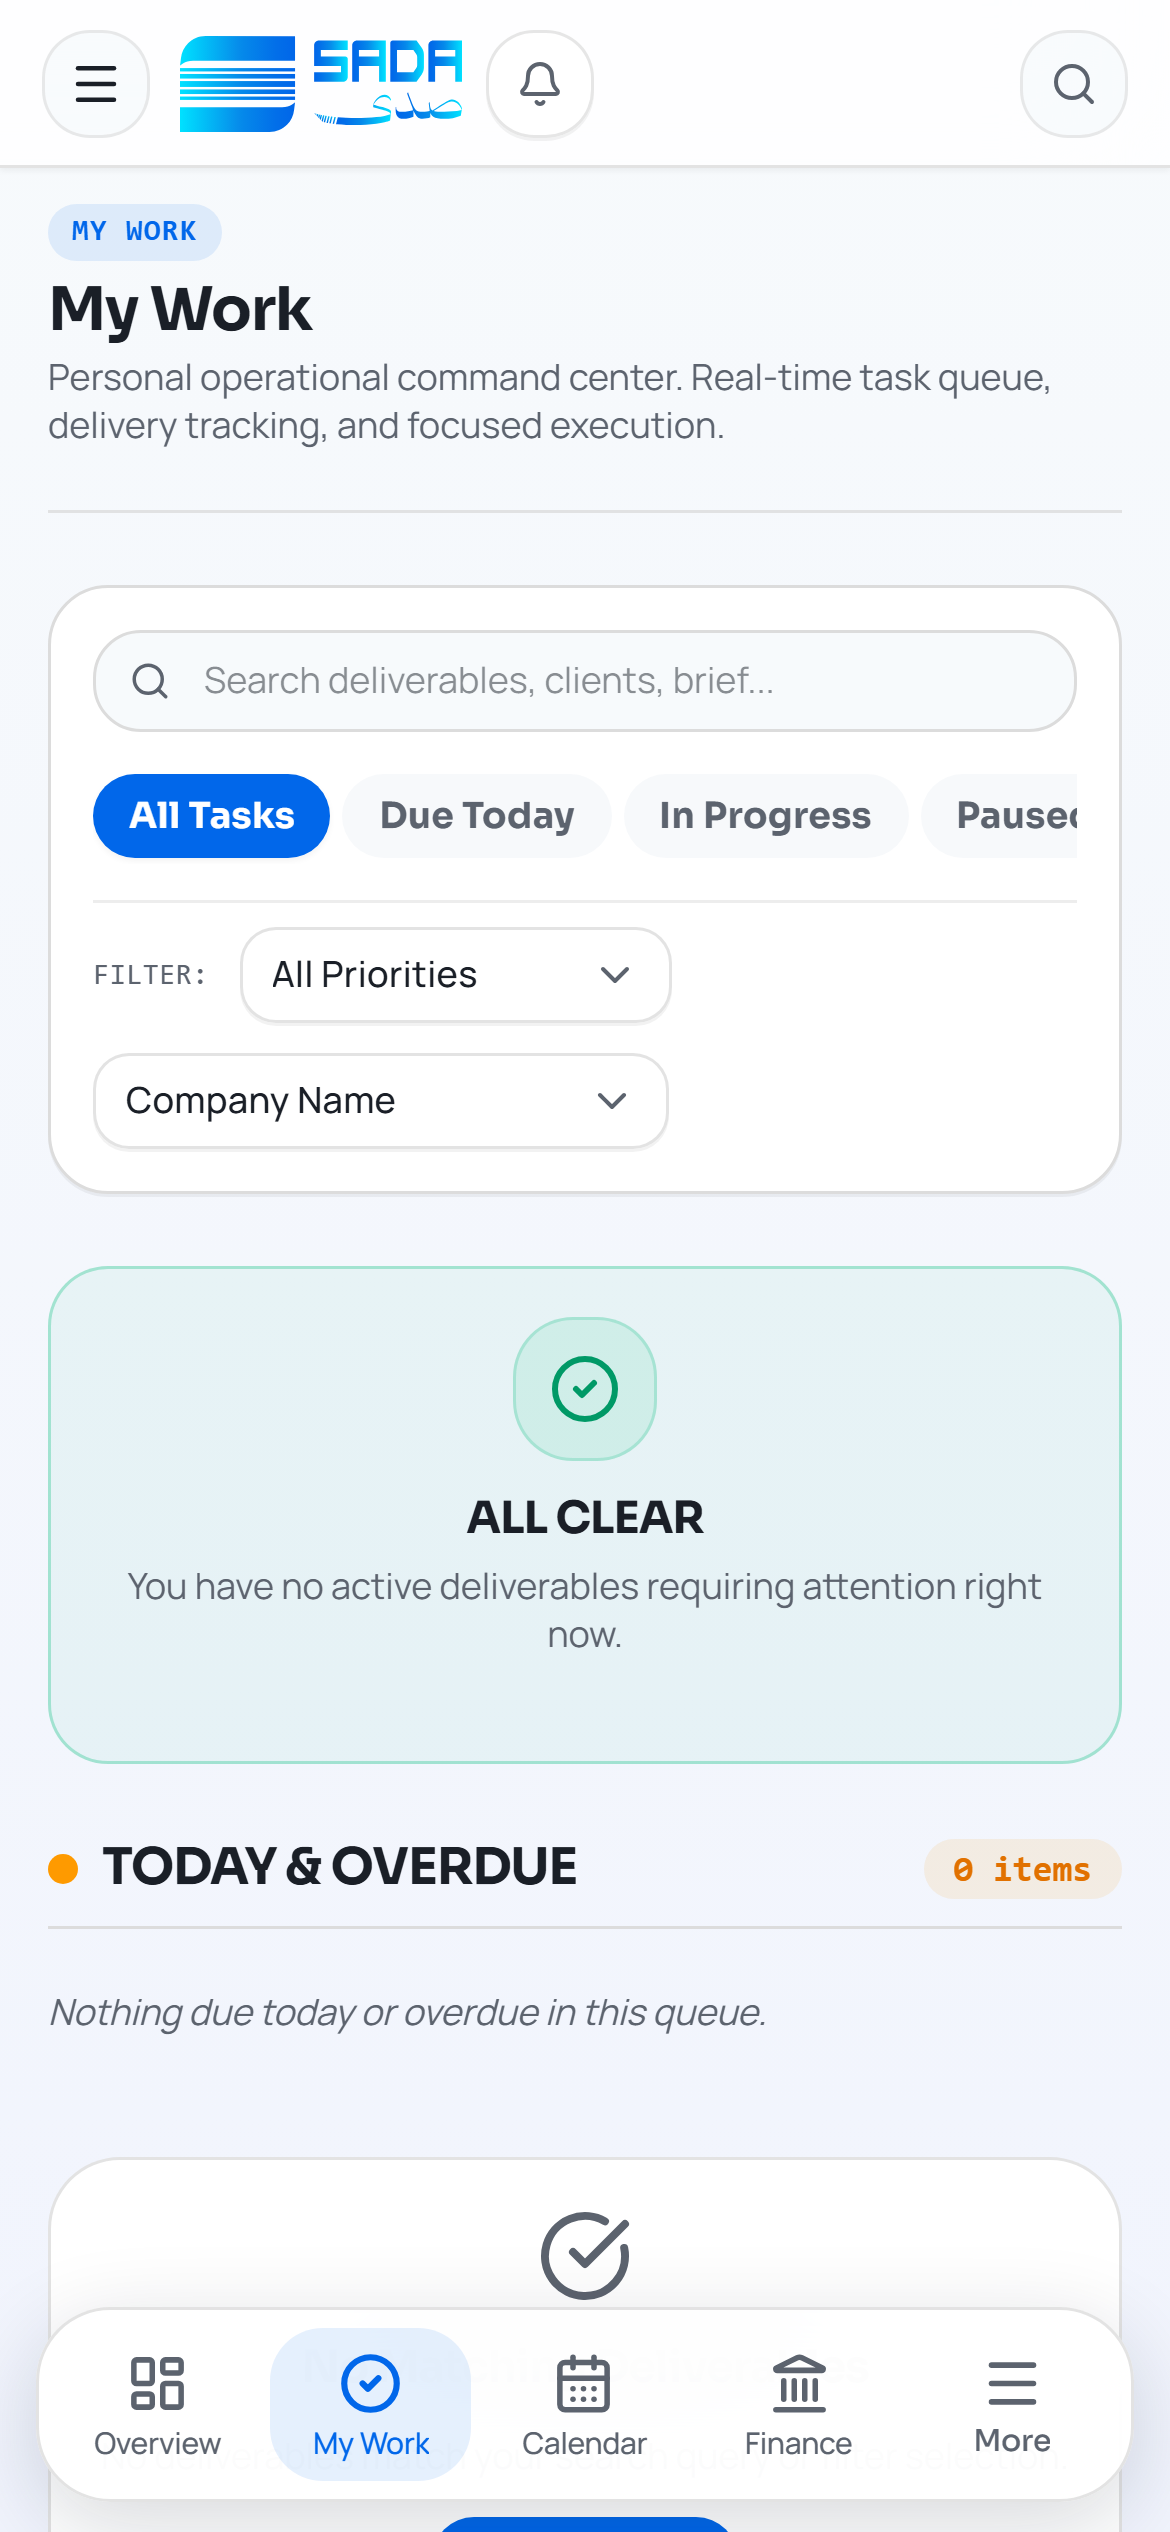 SADA
صدى
MY WORK
My Work
Personal operational command center. Real-time task queue,
delivery tracking, and focused execution.
Search deliverables, clients, brief...
All Tasks
Due Today
In Progress
Paused
FILTER:
All Priorities
Company Name
ALL CLEAR
You have no active deliverables requiring attention right
now.
TODAY & OVERDUE
0 items
Nothing due today or overdue in this queue.
Overview
My Work
Calendar
Finance
More